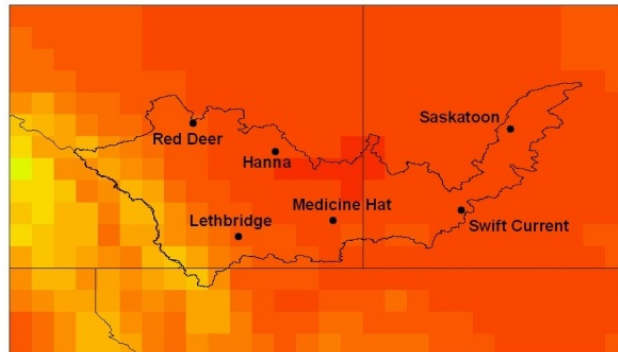 Saskatoon
Red Deer
Hanna
Medicine Hat
Lethbridge
Swift Current